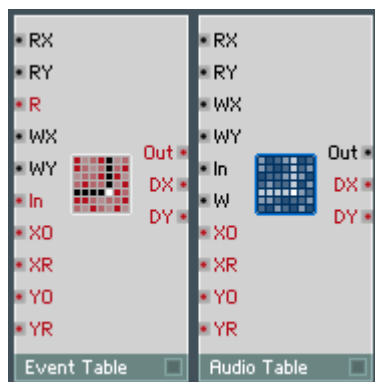 RX
RY
R
WX
WY
In
XO
XR
YO
YR
Out
DX
DY
Event Table
RX
RY
WX
WY
In
W
XO
XR
YO
YR
Out
DX
DY
Audio Table